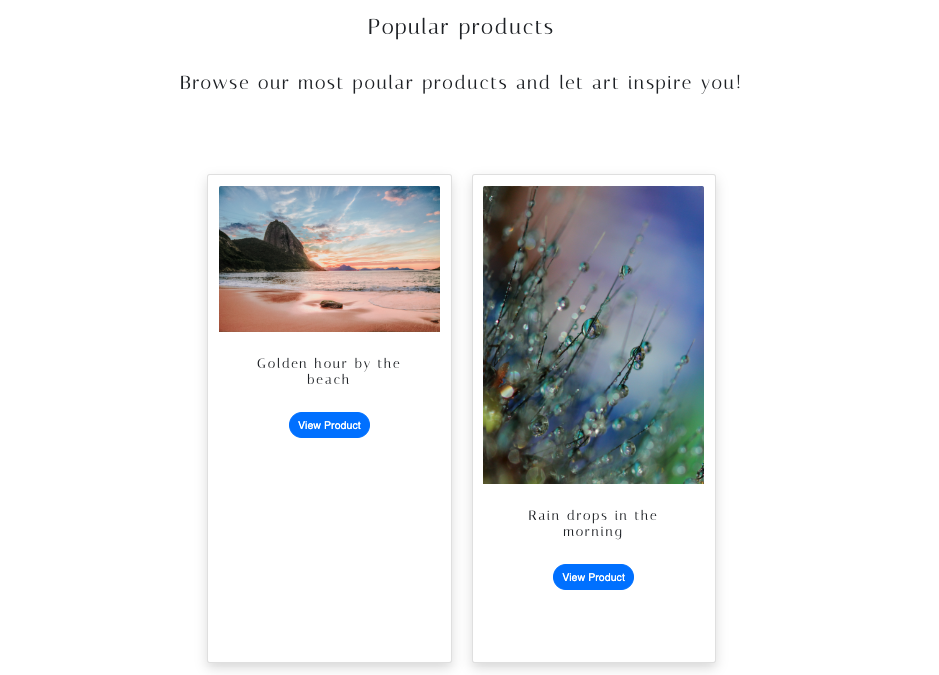 Popular products
Browse our most poular products and let art inspire you!
Golden hour by the
beach
View Product
Rain drops in the
morning
View Product